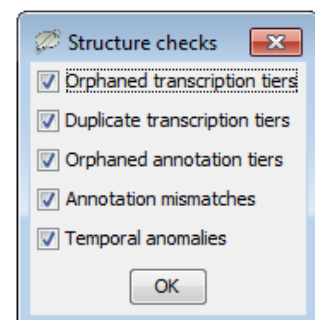 Structure checks
Orphaned transcription tiers
Duplicate transcription tiers
Orphaned annotation tiers
Annotation mismatches
Temporal anomalies
OK